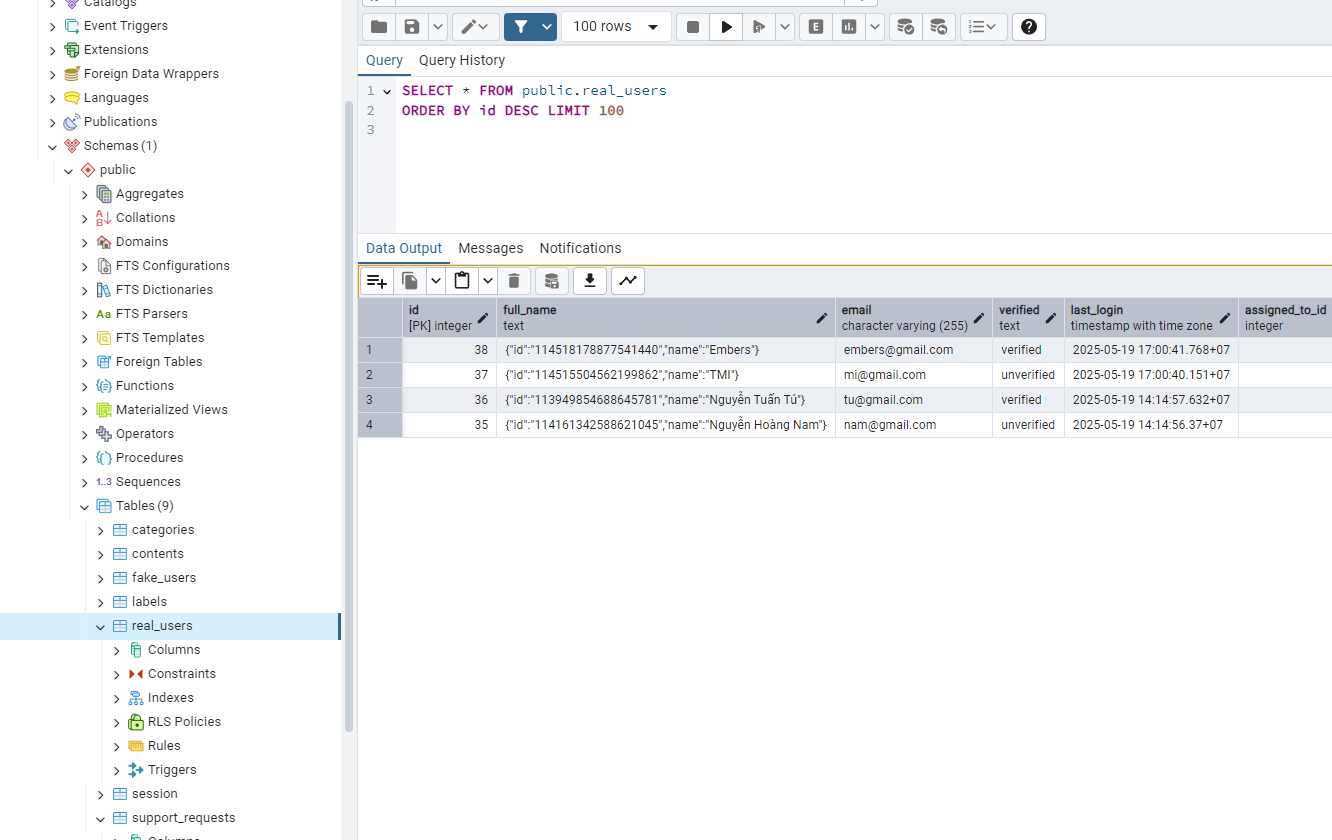 Catalogs
Event Triggers
Extensions
Foreign Data Wrappers
Languages
Publications
Schemas (1)
public
Aggregates
Collations
Domains
FTS Configurations
FTS Dictionaries
Aa FTS Parsers
FTS Templates
Foreign Tables
Functions
Materialized Views
Operators
Procedures
1..3 Sequences
Tables (9)
categories
contents
fake_users
labels
real_users
Columns
Constraints
Indexes
RLS Policies
Rules
Triggers
session
support_requests
Columns
100 rows
E
Query Query History
1 SELECT * FROM public.real_users
2 ORDER BY id DESC LIMIT 100
3
Data Output Messages Notifications
id full_name email verified last_login assigned_to_id
[PK] integer text character varying (255) text timestamp with time zone integer
1 38 {"id":"114518178877541440","name":"Embers"} embers@gmail.com verified 2025-05-19 17:00:41.768+07
2 37 {"id":"114515504562199862","name":"TMI"} mi@gmail.com unverified 2025-05-19 17:00:40.151+07
3 36 {"id":"113949854688645781","name":"Nguyễn Tuấn Tú"} tu@gmail.com verified 2025-05-19 14:14:57.632+07
4 35 {"id":"114161342588621045","name":"Nguyễn Hoàng Nam"} nam@gmail.com unverified 2025-05-19 14:14:56.37+07